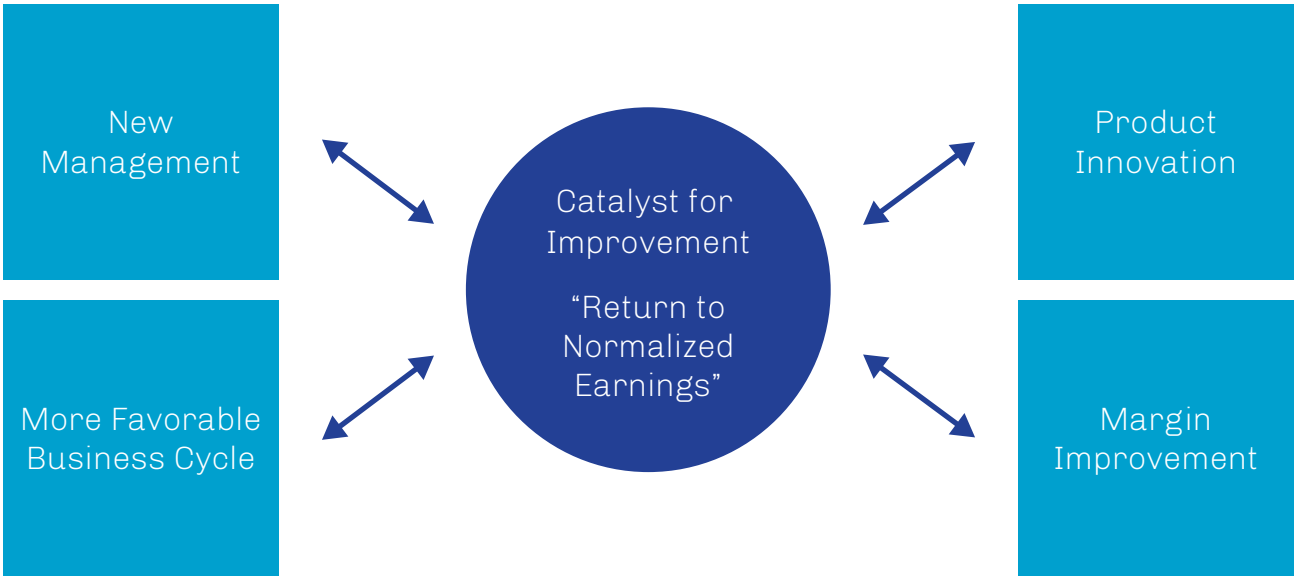 New
Management
More Favorable
Business Cycle
Catalyst for
Improvement
“Return to
Normalized
Earnings”
Product
Innovation
Margin
Improvement